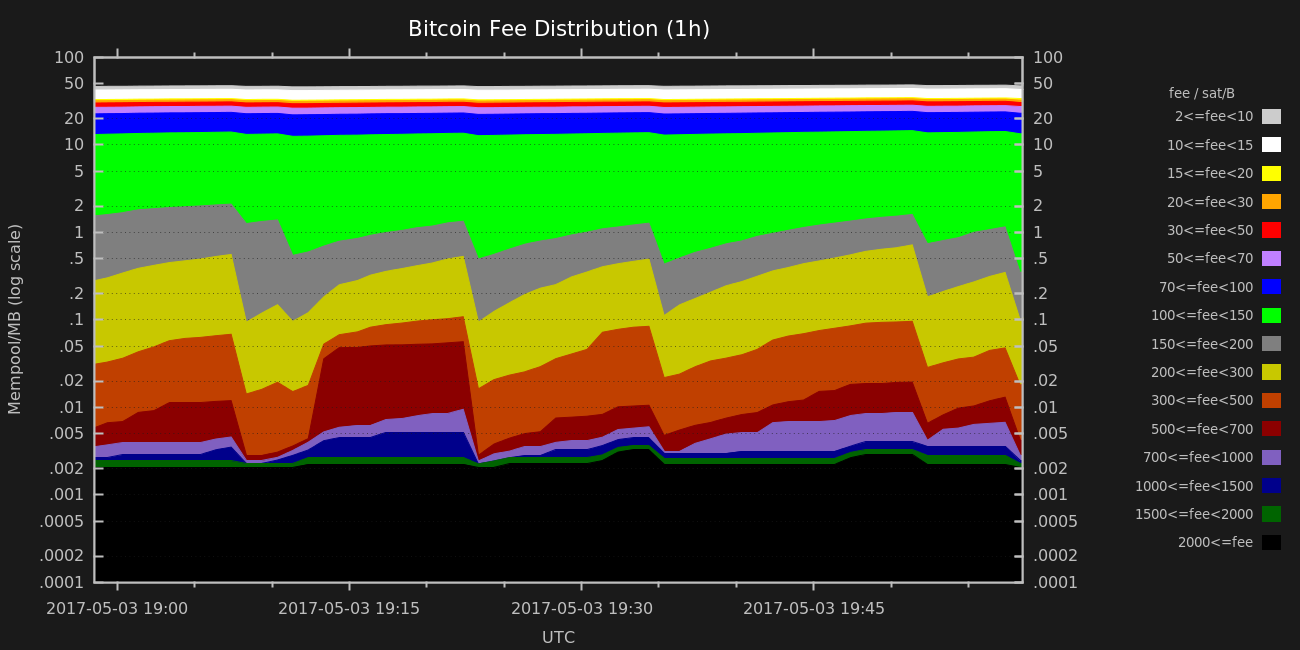 Bitcoin Fee Distribution (1h)
100
50
20
10
5
2
1
.5
.2
.1
.05
.02
.01
.005
.002
.001
.0005
.0002
.0001
Mempool/MB (log scale)
100
50
20
10
5
2
1
.5
.2
.1
.05
.02
.01
.005
.002
.001
.0005
.0002
.0001
2017-05-03 19:00
2017-05-03 19:15
2017-05-03 19:30
2017-05-03 19:45
UTC
fee / sat/B
2<=fee<10
10<=fee<15
15<=fee<20
20<=fee<30
30<=fee<50
50<=fee<70
70<=fee<100
100<=fee<150
150<=fee<200
200<=fee<300
300<=fee<500
500<=fee<700
700<=fee<1000
1000<=fee<1500
1500<=fee<2000
2000<=fee